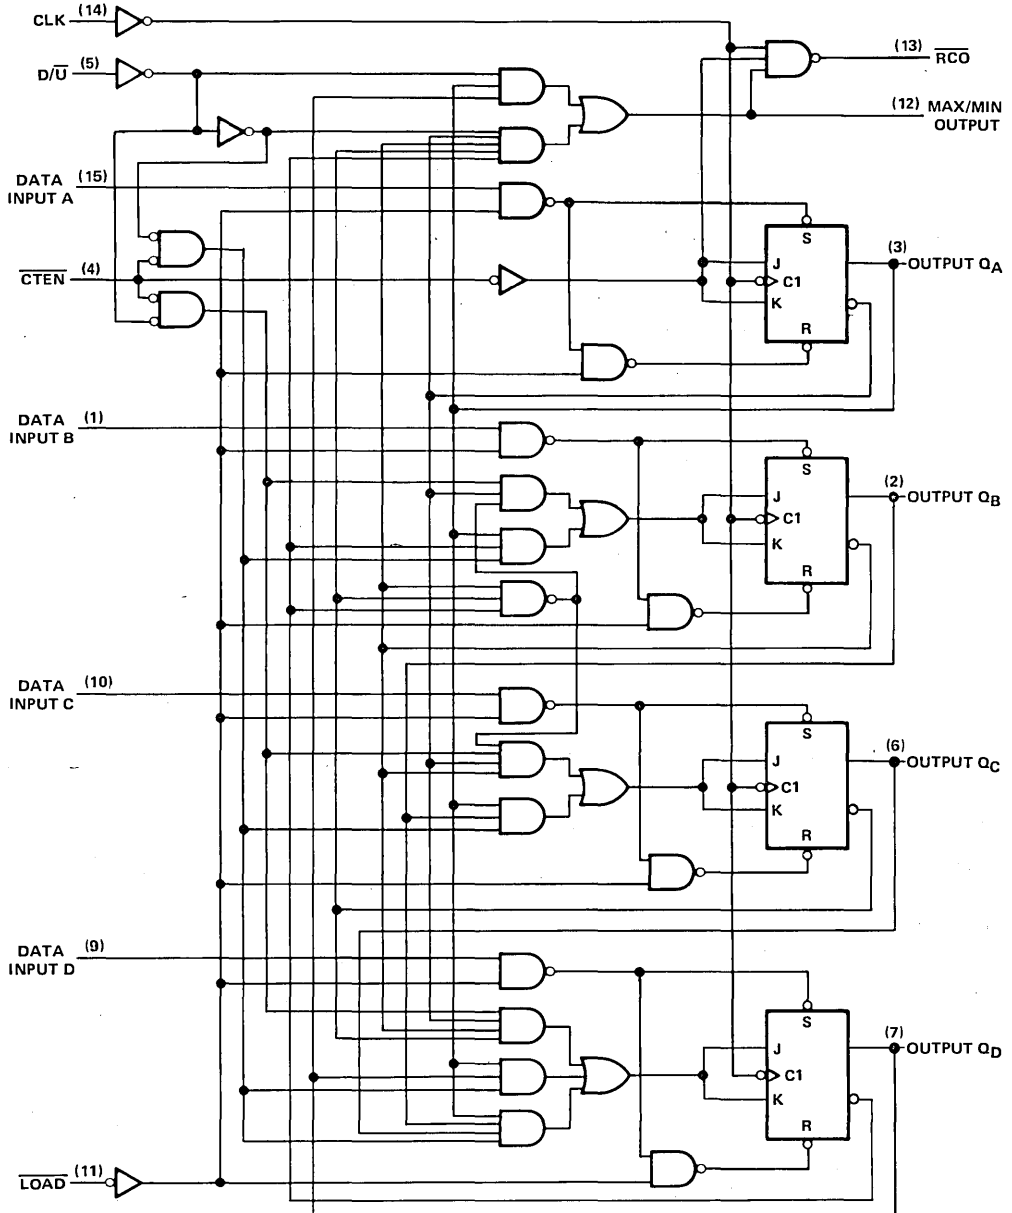 CLK (14)
(13) RCO
(5)
D/U
(12) MAX/MIN
OUTPUT
DATA (15)
INPUT A
S
(3)
J
OUTPUT QA
CTEN (4)
C1
K
R
DATA (1)
INPUT B
S
(2)
J
OUTPUT QB
C1
K
R
DATA (10)
INPUT C
S
(6)
J
OUTPUT QC
C1
K
R
DATA (9)
INPUT D
S
(7)
J
OUTPUT QD
C1
K
R
LOAD (11)